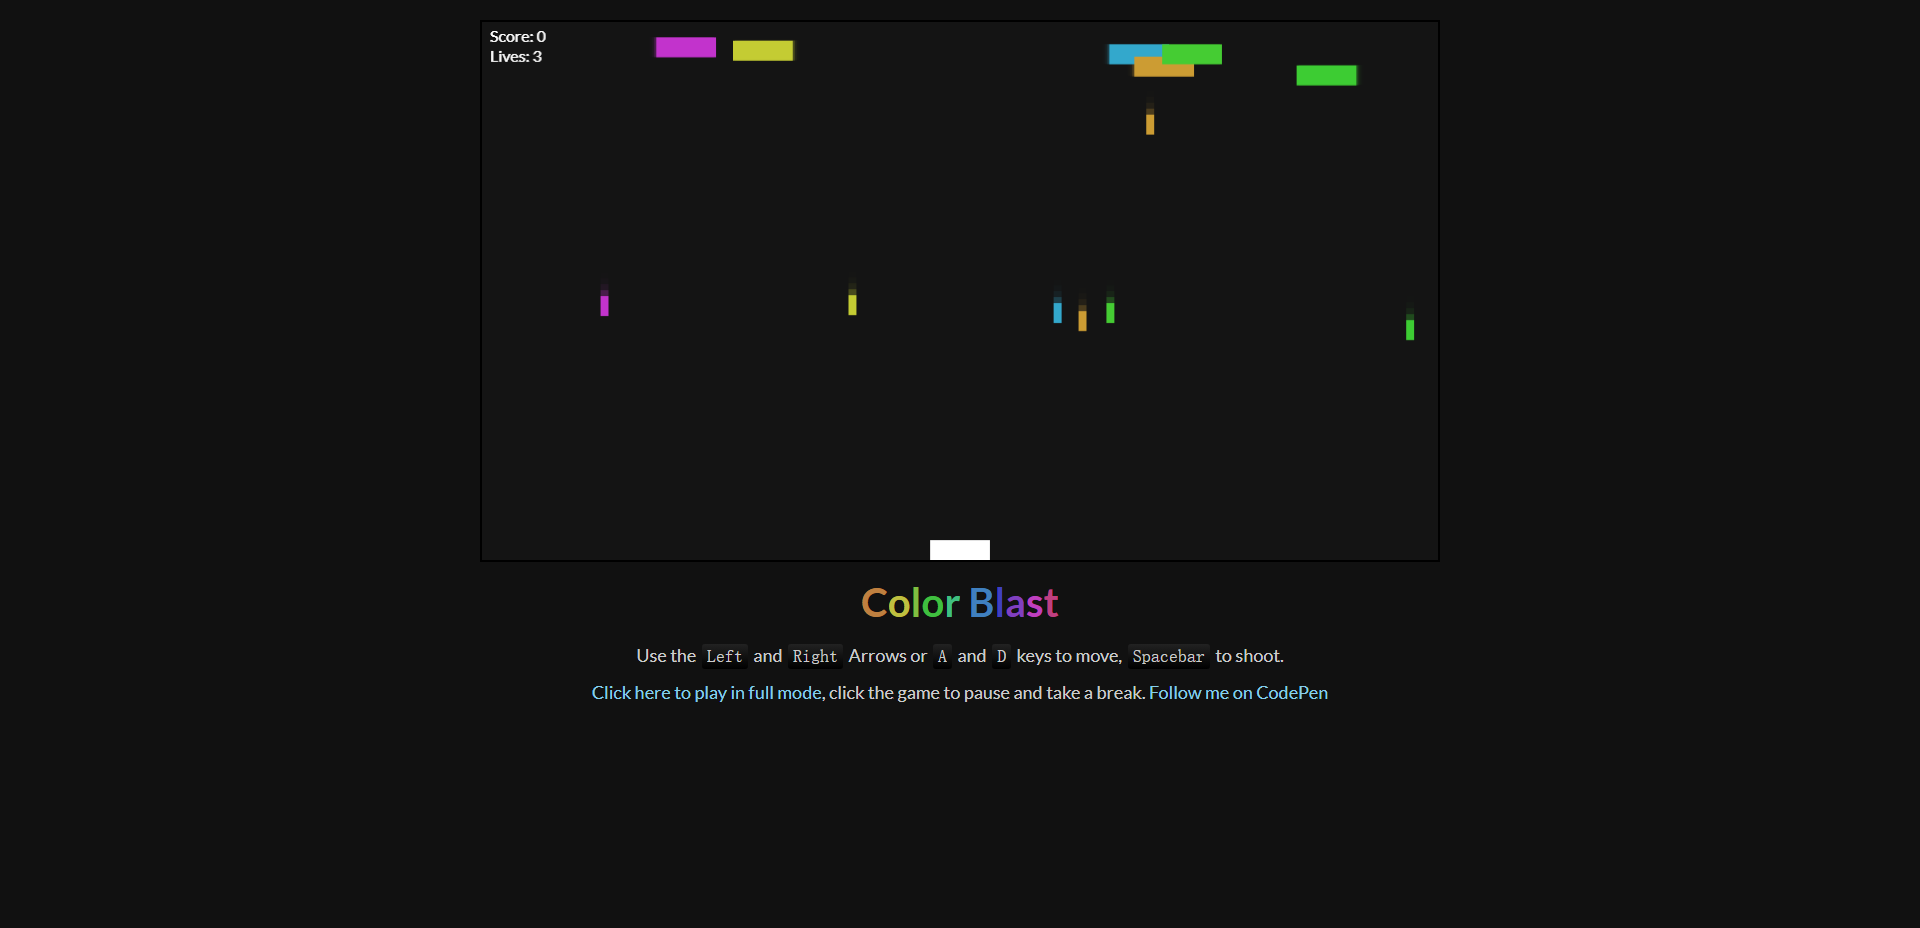 Score: 0
Lives: 3
Color Blast
Use the Left and Right Arrows or A and D keys to move, Spacebar to shoot.
Click here to play in full mode, click the game to pause and take a break. Follow me on CodePen